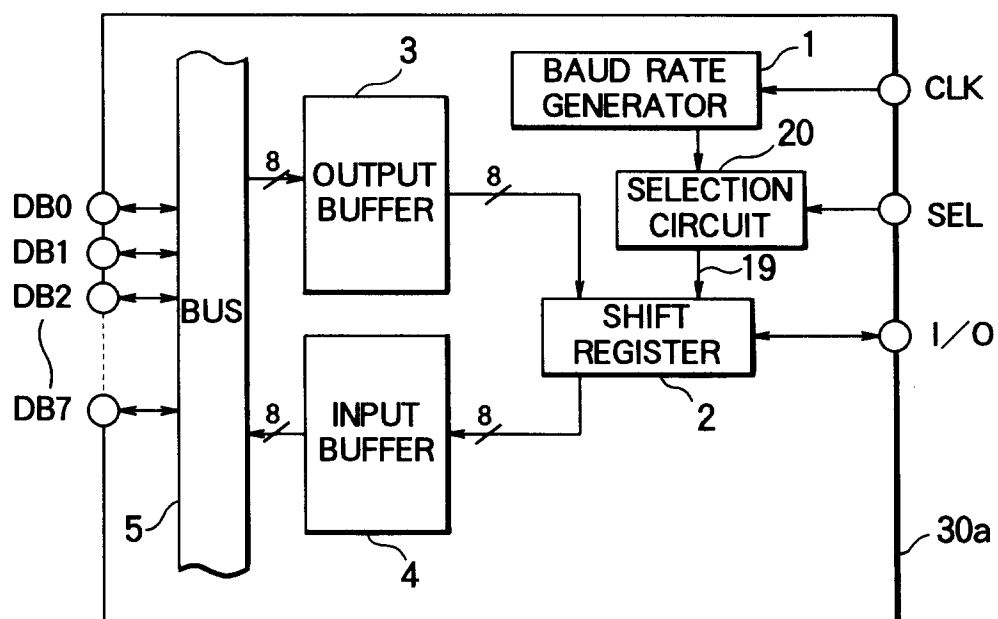 1
BAUD RATE
GENERATOR
CLK
3
8
OUTPUT
BUFFER
8
20
SELECTION
CIRCUIT
SEL
19
DB0
DB1
DB2
DB7
BUS
SHIFT
REGISTER
I/O
2
8
INPUT
BUFFER
8
5
4
30a